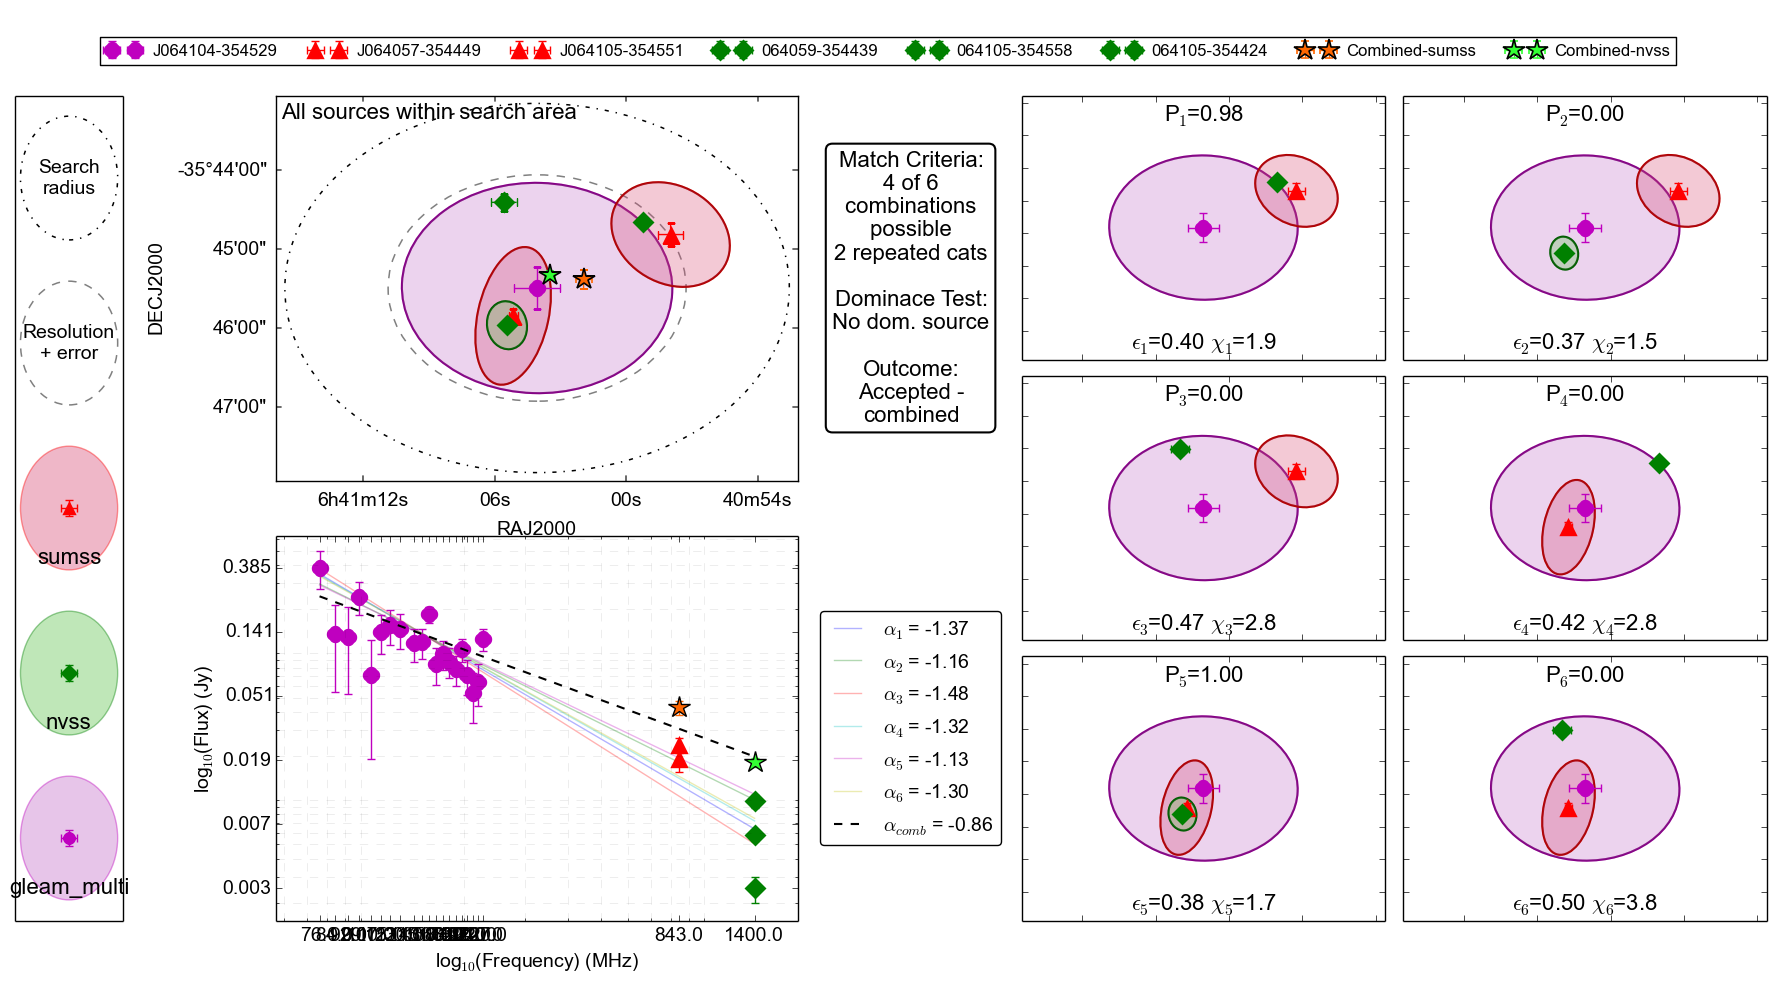 J064104-354529 J064057-354449 J064105-354551 064059-354439 064105-354558 064105-354424 Combined-sumss Combined-nvss
Search
radius
Resolution
+ error
sumss
nvss
gleam_multi
All sources within search area
DECJ2000
-35°44'00"
45'00"
46'00"
47'00"
6h41m12s 06s 00s 40m54s
RAJ2000
Match Criteria:
4 of 6
combinations
possible
2 repeated cats
Dominace Test:
No dom. source
Outcome:
Accepted -
combined
log10(Flux) (Jy)
0.385
0.141
0.051
0.019
0.007
0.003
843.0 1400.0
log10(Frequency) (MHz)
α1 = -1.37
α2 = -1.16
α3 = -1.48
α4 = -1.32
α5 = -1.13
α6 = -1.30
αcomb = -0.86
P1=0.98
ϵ1=0.40 χ1=1.9
P2=0.00
ϵ2=0.37 χ2=1.5
P3=0.00
ϵ3=0.47 χ3=2.8
P4=0.00
ϵ4=0.42 χ4=2.8
P5=1.00
ϵ5=0.38 χ5=1.7
P6=0.00
ϵ6=0.50 χ6=3.8